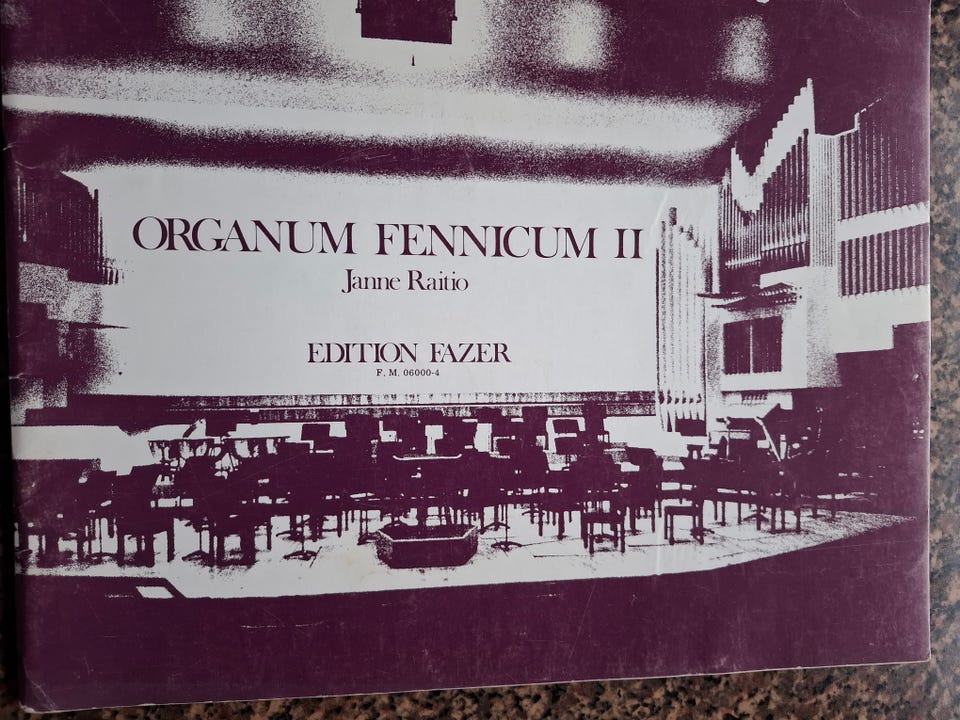 ORGANUM FENNICUM II
Janne Raitio
EDITION FAZER
F. M. 06000-4